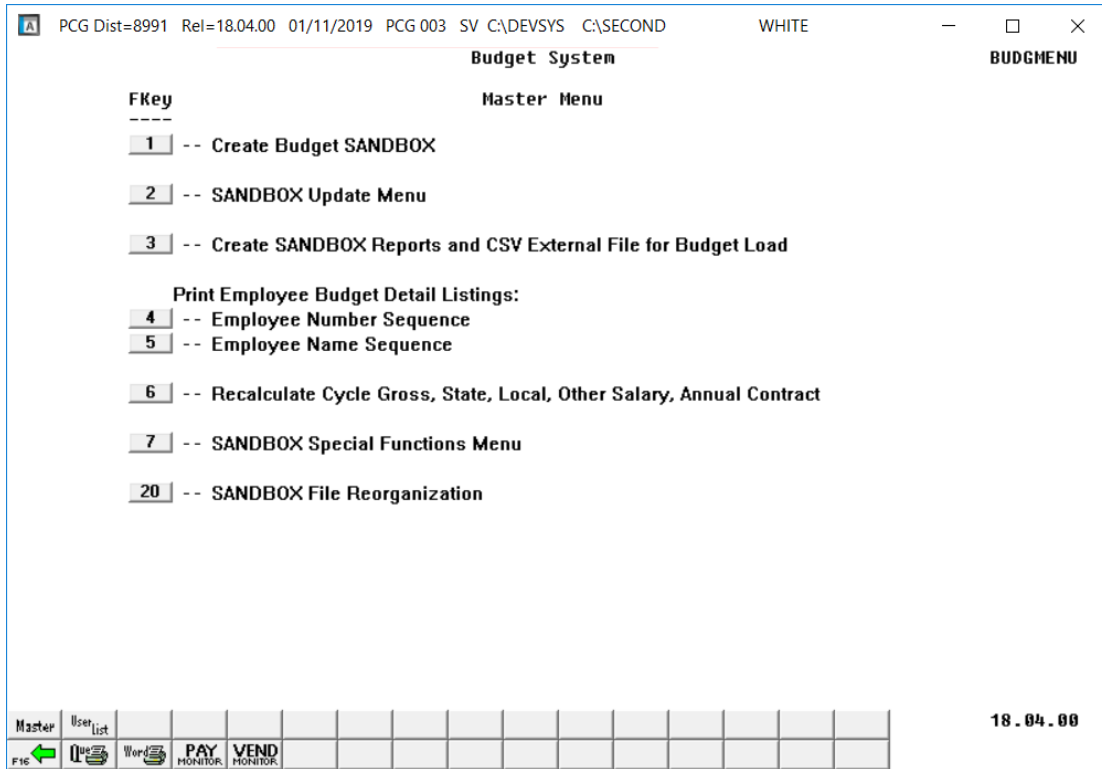 A PCG Dist=8991 Rel=18.04.00 01/11/2019 PCG 003 SV C:\DEVSYS C:\SECOND WHITE
Budget System BUDGMENU
FKey Master Menu
----
1 -- Create Budget SANDBOX
2 -- SANDBOX Update Menu
3 -- Create SANDBOX Reports and CSV External File for Budget Load
Print Employee Budget Detail Listings:
4 -- Employee Number Sequence
5 -- Employee Name Sequence
6 -- Recalculate Cycle Gross, State, Local, Other Salary, Annual Contract
7 -- SANDBOX Special Functions Menu
20 -- SANDBOX File Reorganization
Master User List 18.04.00
F16 Que Word PAY MONITOR VEND MONITOR